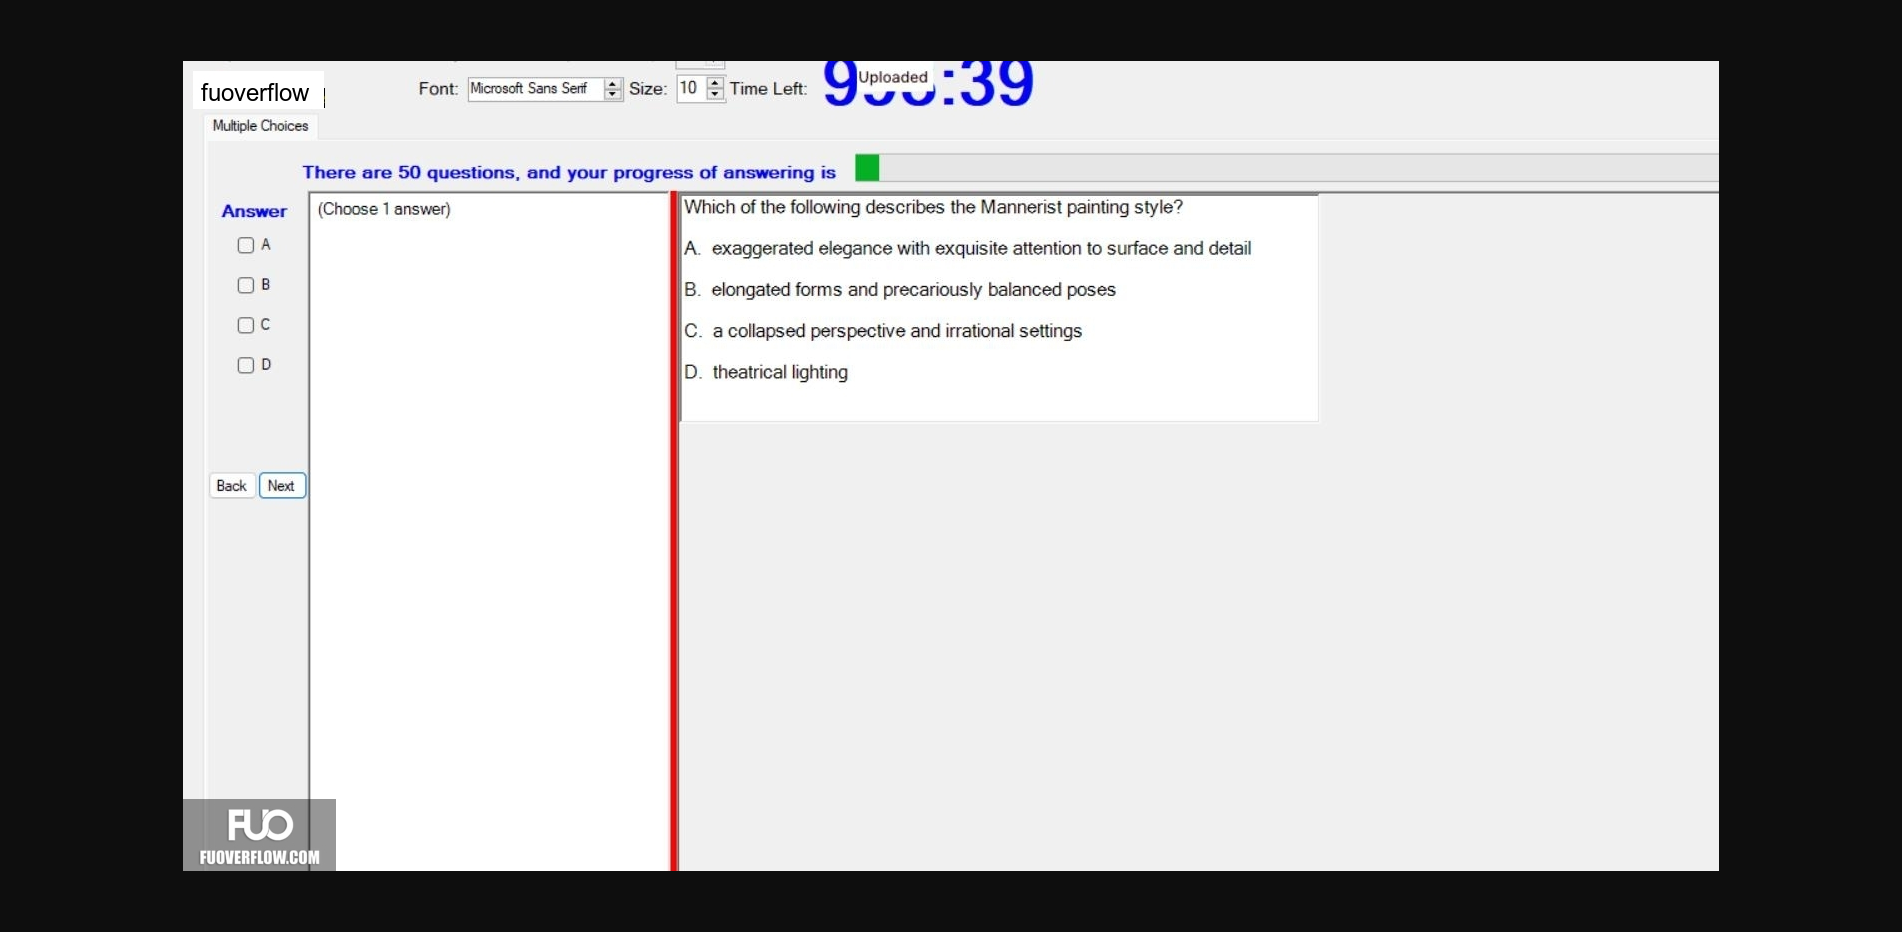 fuoverflow
Font: Microsoft Sans Serif Size: 10 Time Left: :39
Uploaded
Multiple Choices
There are 50 questions, and your progress of answering is
Answer
(Choose 1 answer)
A
B
C
D
Back Next
Which of the following describes the Mannerist painting style?
A. exaggerated elegance with exquisite attention to surface and detail
B. elongated forms and precariously balanced poses
C. a collapsed perspective and irrational settings
D. theatrical lighting
FUO
FUOVERFLOW.COM